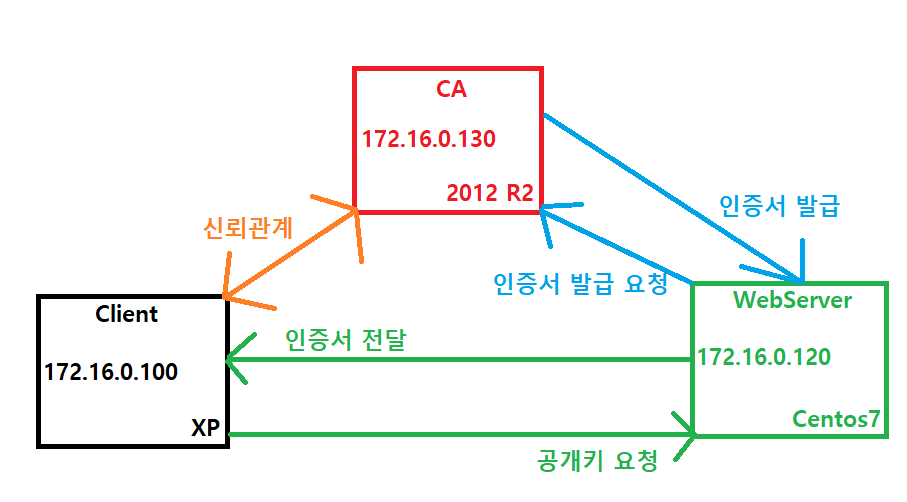 CA
172.16.0.130
2012 R2
인증서 발급
신뢰관계
인증서 발급 요청
Client
172.16.0.100
XP
인증서 전달
WebServer
172.16.0.120
Centos7
공개키 요청